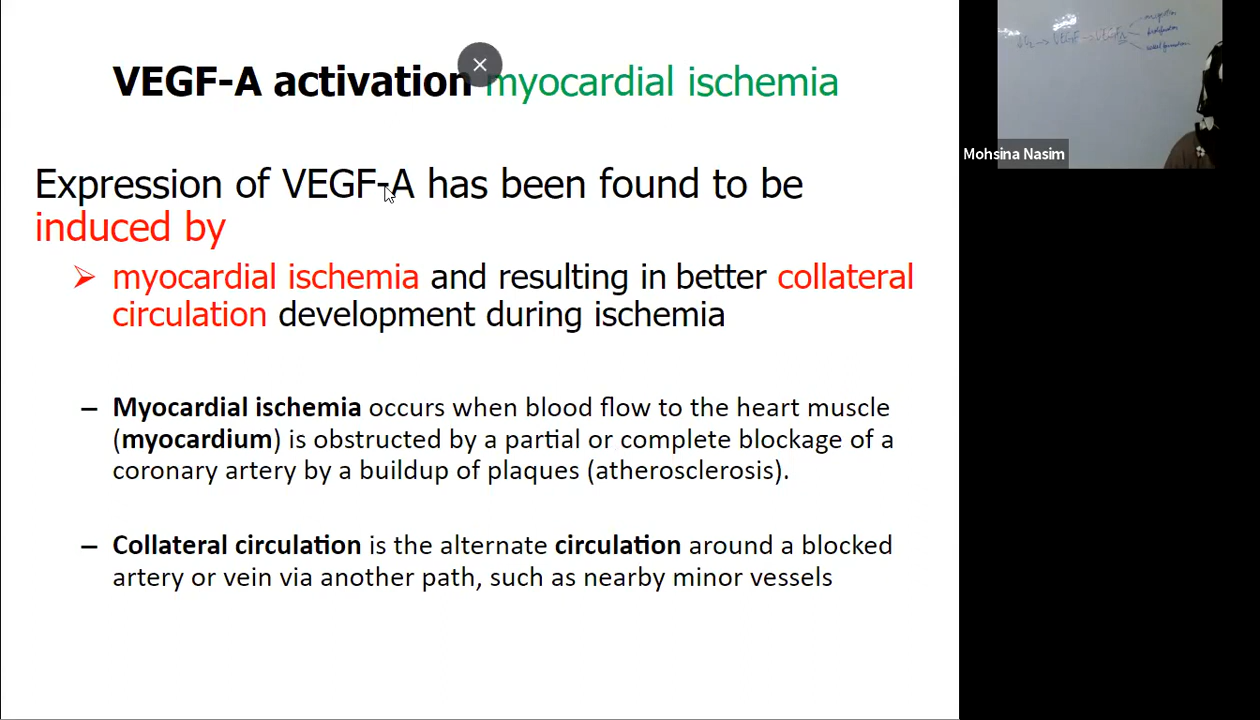 VEGF-A activation myocardial ischemia
Expression of VEGF-A has been found to be
induced by
➢ myocardial ischemia and resulting in better collateral
circulation development during ischemia
– Myocardial ischemia occurs when blood flow to the heart muscle
(myocardium) is obstructed by a partial or complete blockage of a
coronary artery by a buildup of plaques (atherosclerosis).
– Collateral circulation is the alternate circulation around a blocked
artery or vein via another path, such as nearby minor vessels
Mohsina Nasim